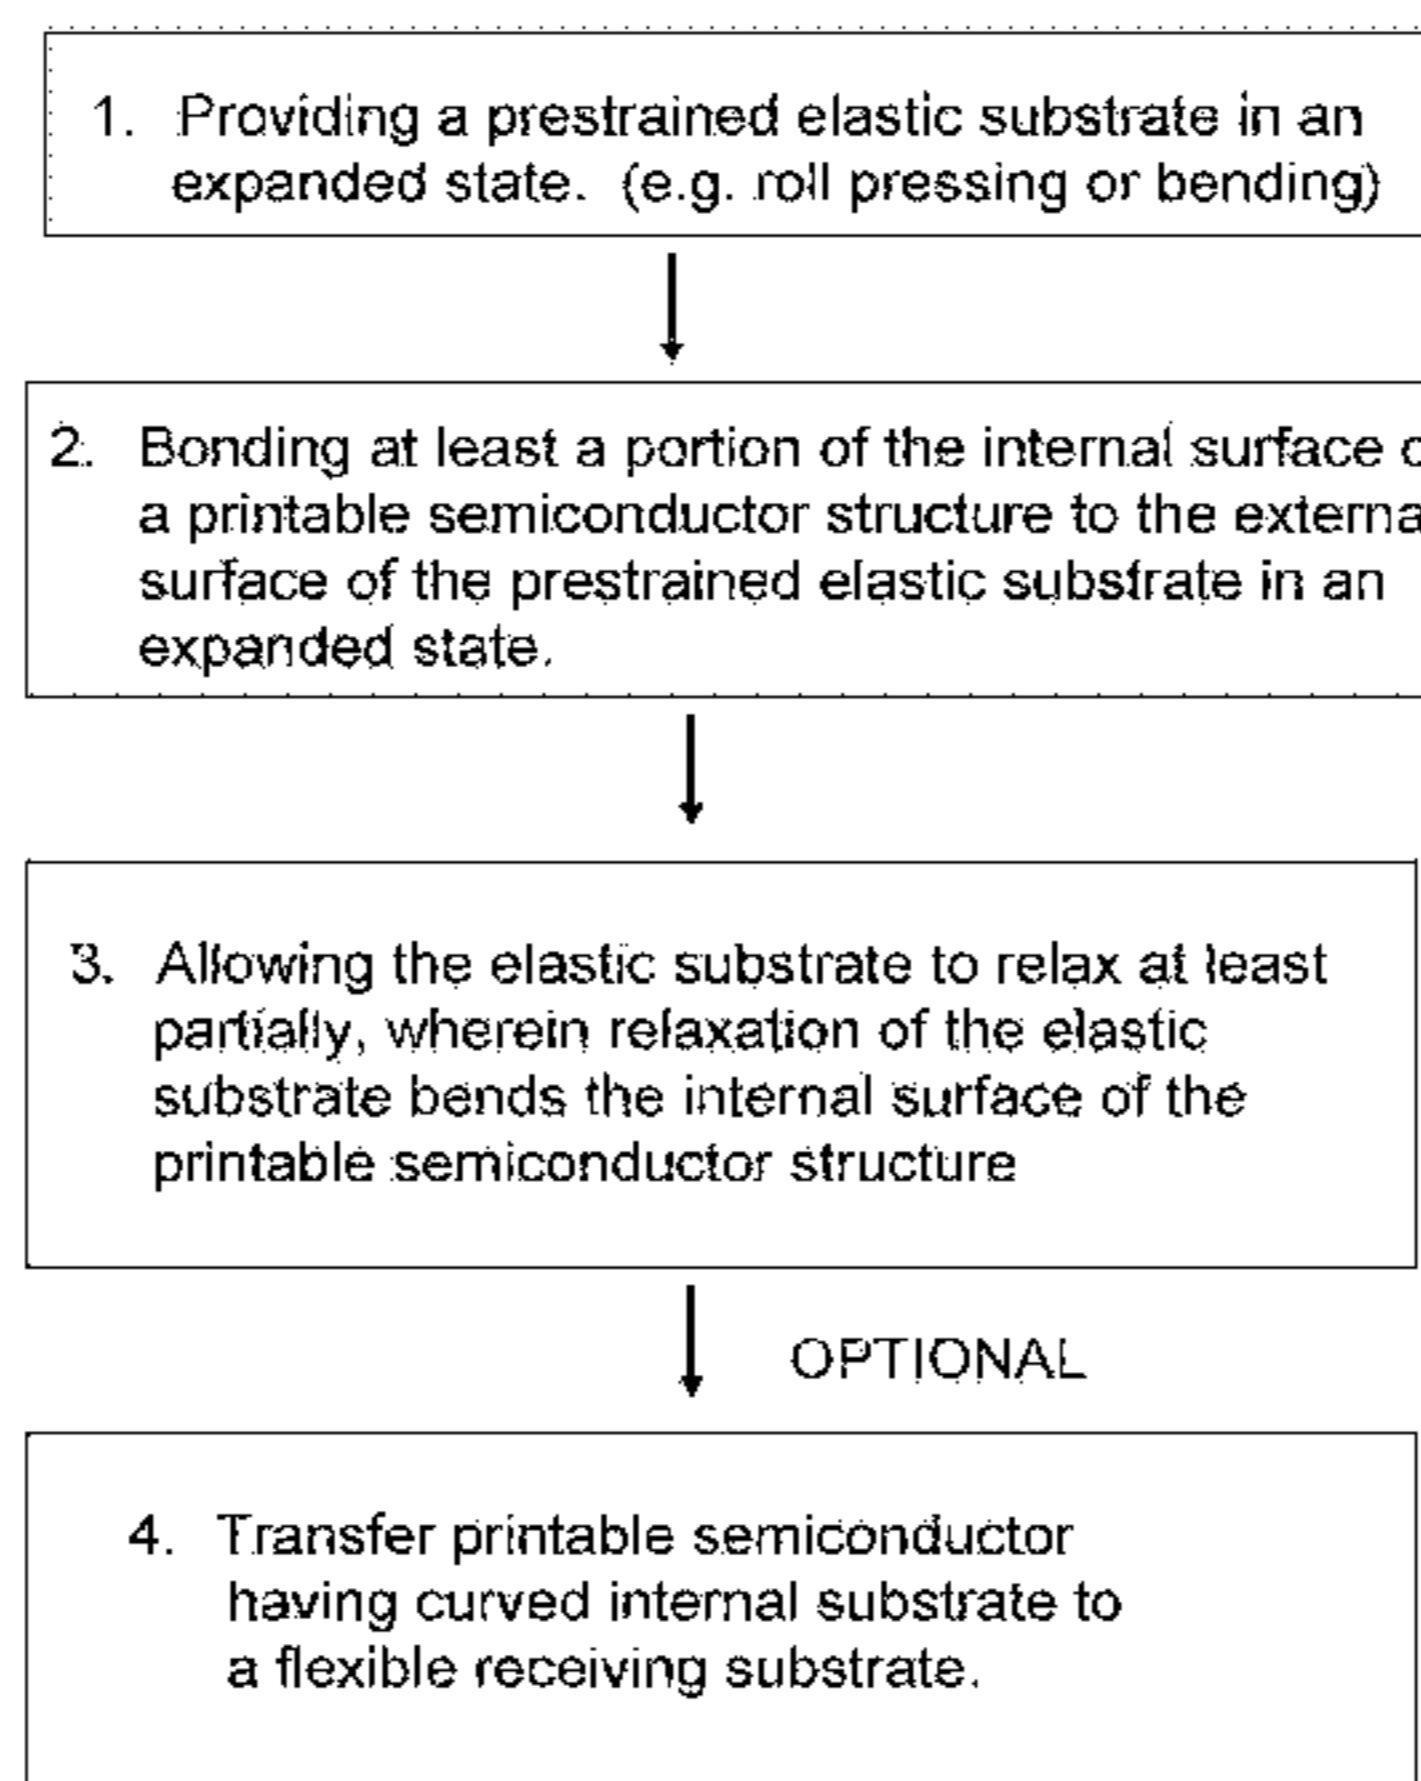 1. Providing a prestrained elastic substrate in an
expanded state. (e.g. roll pressing or bending)
2. Bonding at least a portion of the internal surface
a printable semiconductor structure to the externa
surface of the prestrained elastic substrate in an
expanded state.
3. Allowing the elastic substrate to relax at least
partially, wherein relaxation of the elastic
substrate bends the internal surface of the
printable semiconductor structure
OPTIONAL
4. Transfer printable semiconductor
having curved internal substrate to
a flexible receiving substrate.